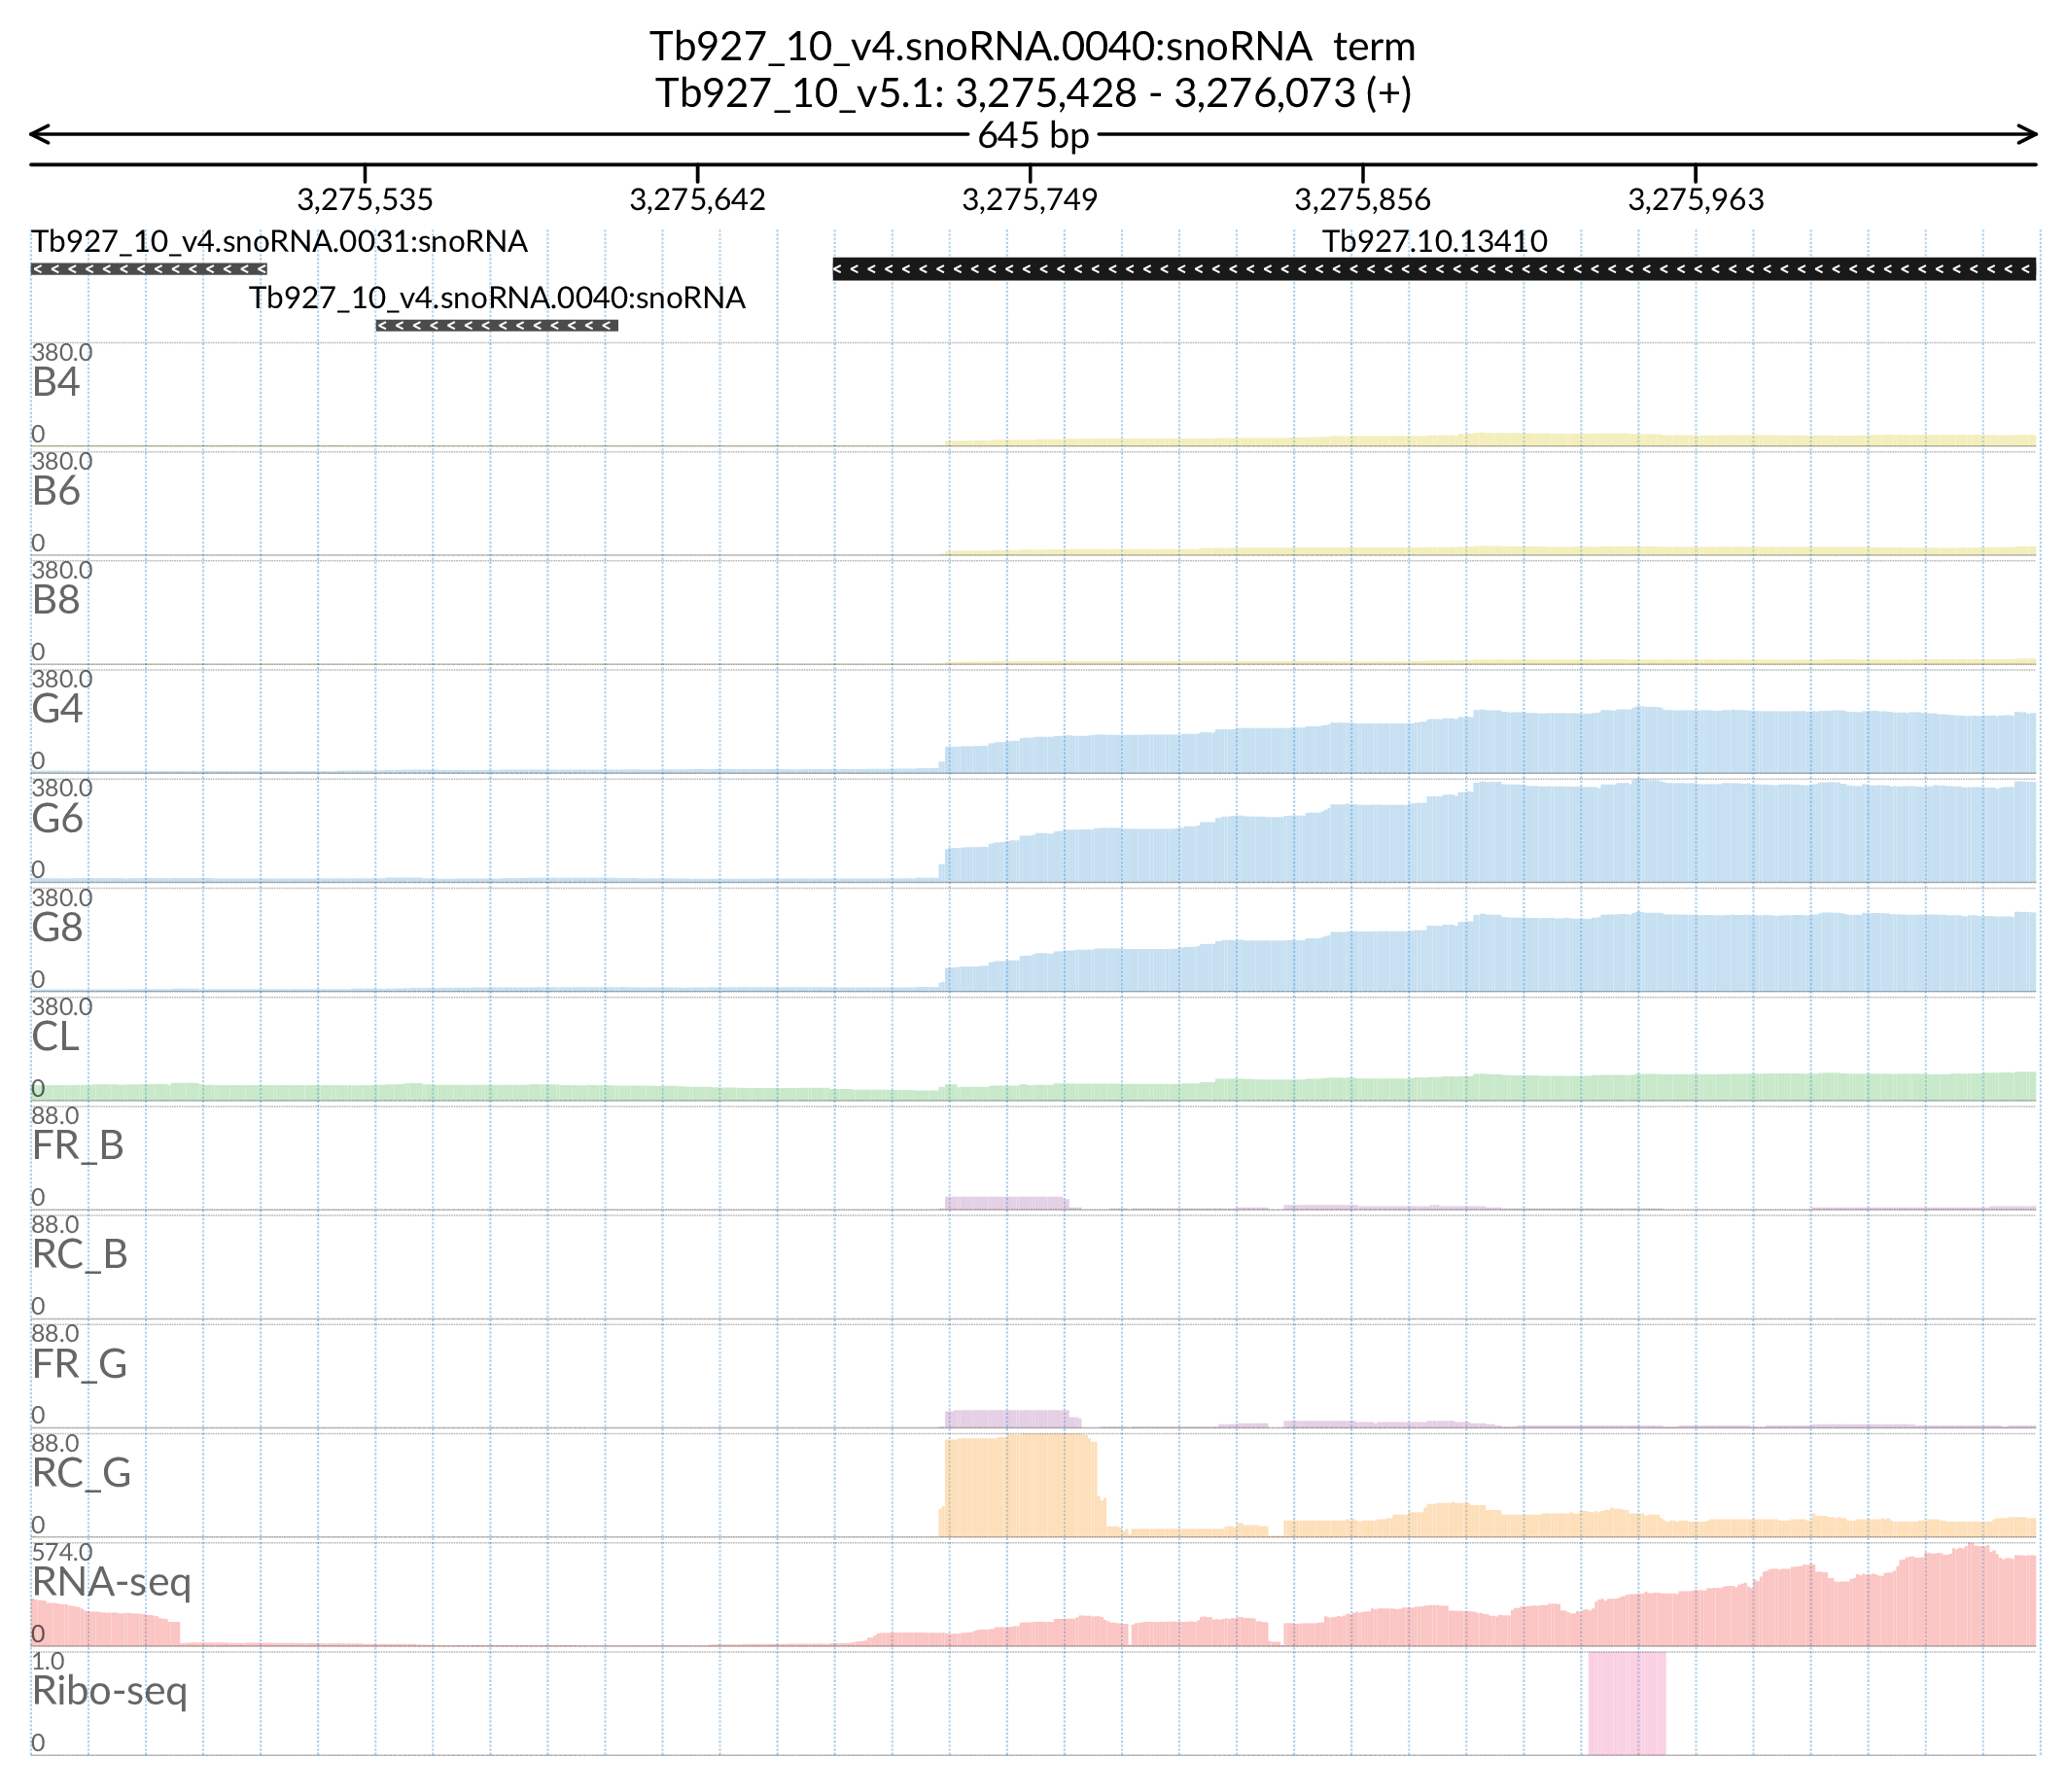 Tb927_10_v4.snoRNA.0040:snoRNA term
Tb927_10_v5.1: 3,275,428 - 3,276,073 (+)
645 bp
3,275,535 3,275,642 3,275,749 3,275,856 3,275,963
Tb927_10_v4.snoRNA.0031:snoRNA Tb927.10.13410
Tb927_10_v4.snoRNA.0040:snoRNA
380.0
B4
0
380.0
B6
0
380.0
B8
0
380.0
G4
0
380.0
G6
0
380.0
G8
0
380.0
CL
0
88.0
FR_B
0
88.0
RC_B
0
88.0
FR_G
0
88.0
RC_G
0
574.0
RNA-seq
0
1.0
Ribo-seq
0